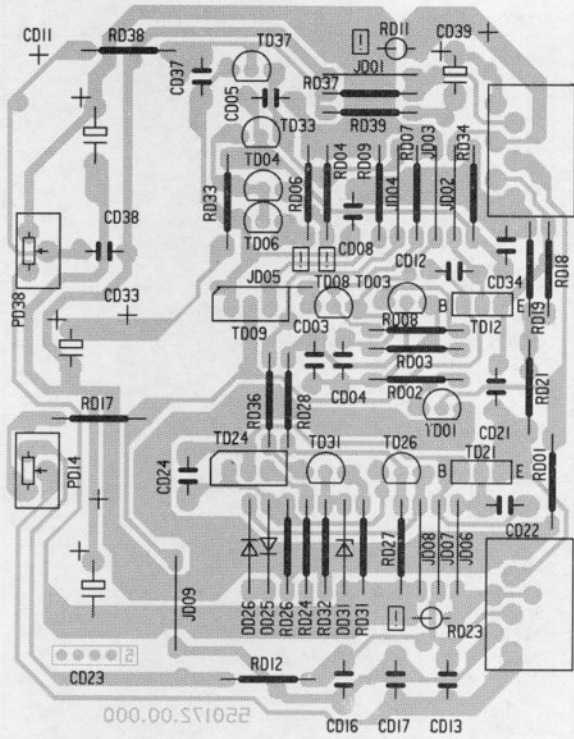 CD11
RD38
TD37
RD11
CD39
CD37
CD05
JD01
RD37
RD39
TD33
RD33
TD04
RD06
RD04
RD09
JD04
RD07
JD03
JD02
RD34
TD06
CD38
PD38
CD08
CD12
CD34
RD19
RD18
CD33
JD05
TD08
TD03
B
E
TD09
TD12
CD03
RD08
RD03
CD04
RD02
RD36
RD28
RD17
TD01
CD21
RD21
TD24
TD31
TD26
TD21
B
E
RD01
PD14
CD24
CD22
DD26
DD25
RD26
RD24
RD32
DD31
RD31
RD27
JD08
JD07
JD06
JD09
RD23
5
CD23
RD12
550172.00.000
CD16
CD17
CD13